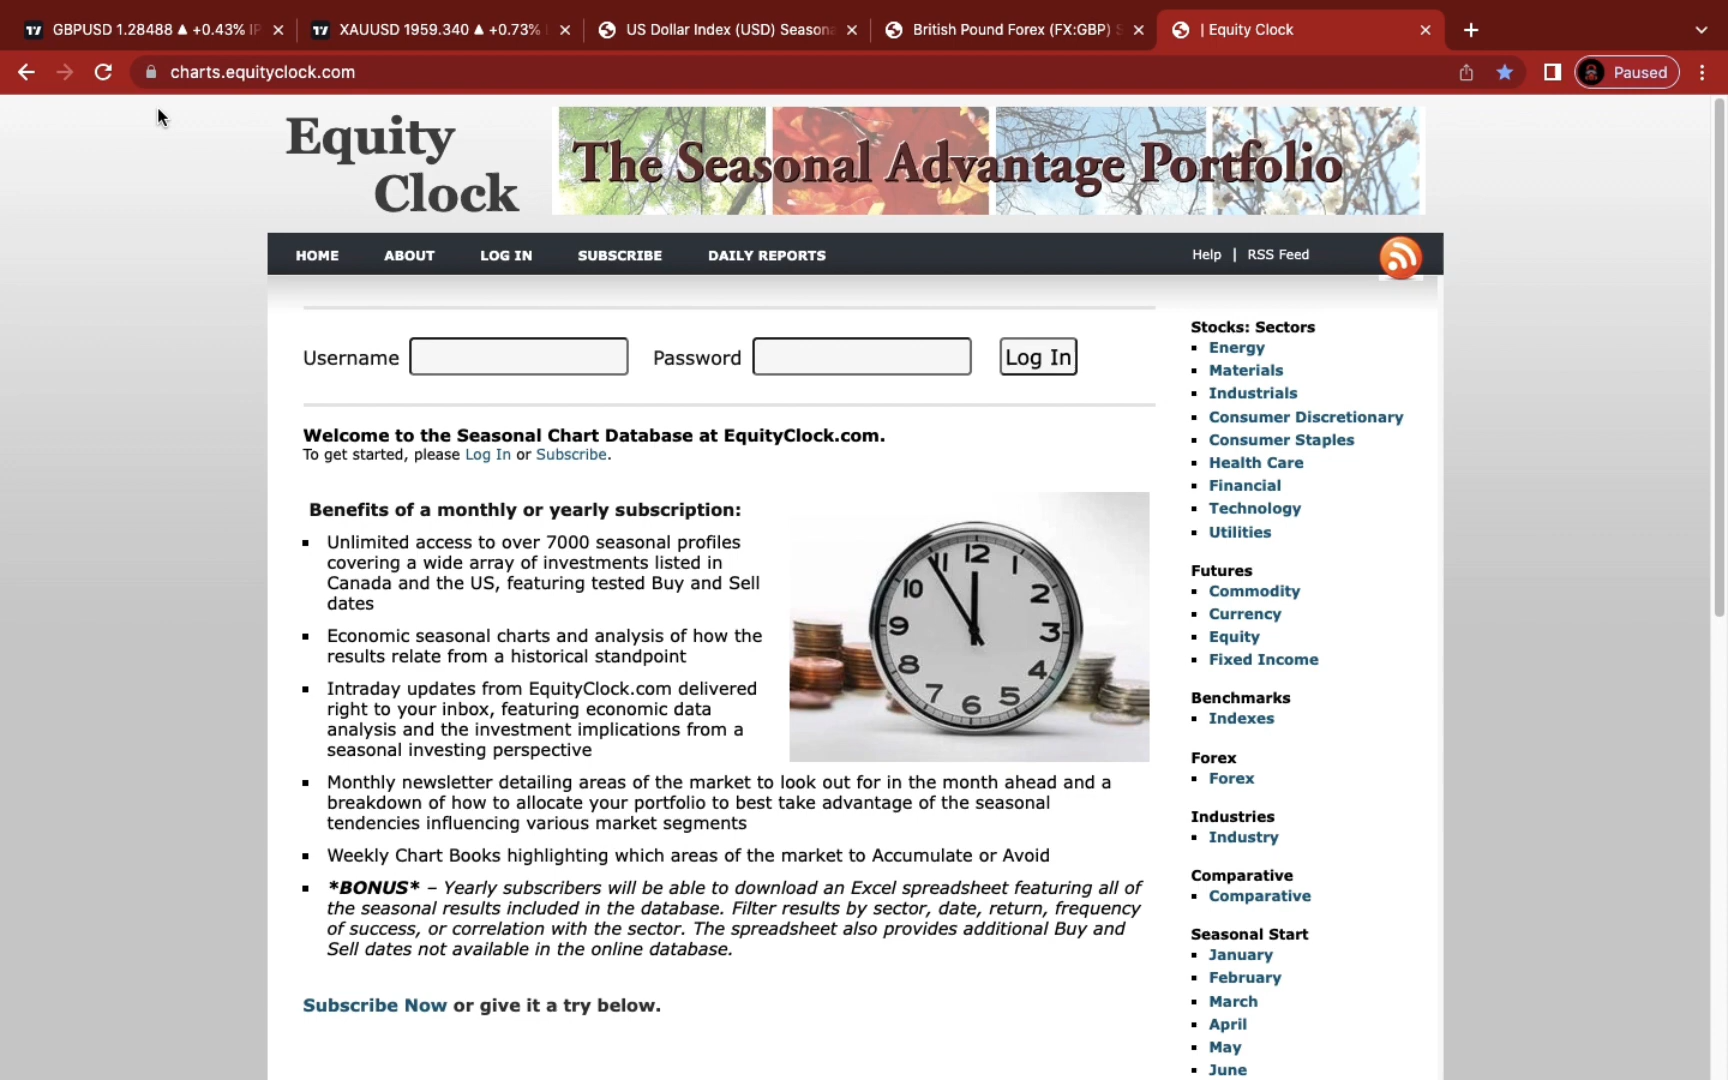 GBPUSD 1.28488 ▲ +0.43%
XAUUSD 1959.340 ▲ +0.73%
US Dollar Index (USD) Season
British Pound Forex (FX:GBP)
| Equity Clock
charts.equityclock.com
Paused
Equity
Clock
The Seasonal Advantage Portfolio
HOME ABOUT LOG IN SUBSCRIBE DAILY REPORTS Help | RSS Feed
Username Password Log In
Welcome to the Seasonal Chart Database at EquityClock.com.
To get started, please Log In or Subscribe.
Benefits of a monthly or yearly subscription:
▪ Unlimited access to over 7000 seasonal profiles
covering a wide array of investments listed in
Canada and the US, featuring tested Buy and Sell
dates
▪ Economic seasonal charts and analysis of how the
results relate from a historical standpoint
▪ Intraday updates from EquityClock.com delivered
right to your inbox, featuring economic data
analysis and the investment implications from a
seasonal investing perspective
12
1
2
3
4
5
6
7
8
9
10
11
▪ Monthly newsletter detailing areas of the market to look out for in the month ahead and a
breakdown of how to allocate your portfolio to best take advantage of the seasonal
tendencies influencing various market segments
▪ Weekly Chart Books highlighting which areas of the market to Accumulate or Avoid
▪ *BONUS* – Yearly subscribers will be able to download an Excel spreadsheet featuring all of
the seasonal results included in the database. Filter results by sector, date, return, frequency
of success, or correlation with the sector. The spreadsheet also provides additional Buy and
Sell dates not available in the online database.
Subscribe Now or give it a try below.
Stocks: Sectors
▪ Energy
▪ Materials
▪ Industrials
▪ Consumer Discretionary
▪ Consumer Staples
▪ Health Care
▪ Financial
▪ Technology
▪ Utilities
Futures
▪ Commodity
▪ Currency
▪ Equity
▪ Fixed Income
Benchmarks
▪ Indexes
Forex
▪ Forex
Industries
▪ Industry
Comparative
▪ Comparative
Seasonal Start
▪ January
▪ February
▪ March
▪ April
▪ May
▪ June